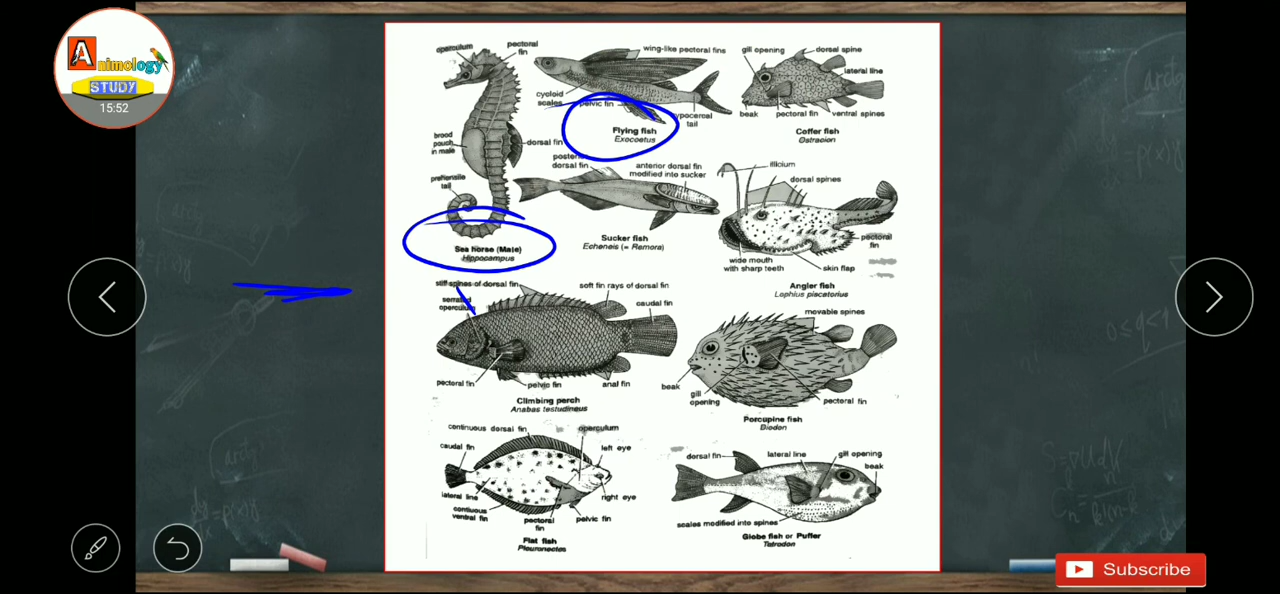 Animology
STUDY
15:52
operculum
pectoral
fin
brood
pouch
in male
dorsal fin
prehensile
tail
Sea horse (Male)
Hippocampus
wing-like pectoral fins
cycloid
scales
pelvic fin
hypocercal
tail
Flying fish
Exocoetus
gill opening
dorsal spine
lateral line
beak
pectoral fin
ventral spines
Coffer fish
Ostracion
posterior
dorsal fin
anterior dorsal fin
modified into sucker
Sucker fish
Echeneis (= Remora)
illicium
dorsal spines
pectoral
fin
wide mouth
with sharp teeth
skin flap
Angler fish
Lophius piscatorius
stiff spines of dorsal fin
serrated
operculum
soft fin rays of dorsal fin
caudal fin
pectoral fin
pelvic fin
anal fin
Climbing perch
Anabas testudineus
movable spines
beak
gill
opening
pectoral fin
Porcupine fish
Diodon
continuous dorsal fin
operculum
caudal fin
left eye
lateral line
right eye
contiuous
ventral fin
pectoral
fin
pelvic fin
Flat fish
Pleuronectes
dorsal fin
lateral line
gill opening
beak
scales modified into spines
Globe fish or Puffer
Tetrodon
Subscribe